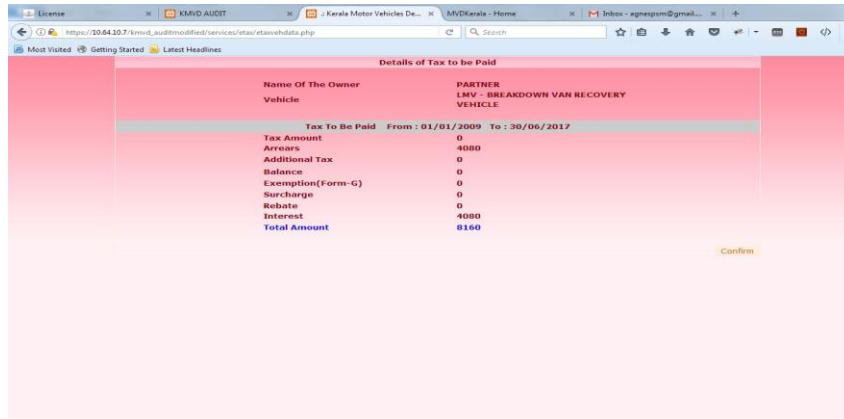 License
KMVD AUDIT
.: Kerala Motor Vehicles De...
MVDKerala - Home
Inbox - agnespsm@gmail....
https://10.64.10.7/kmvd_auditmodified/services/etax/etaxvehdata.php
Search
Most Visited
Getting Started
Latest Headlines
Details of Tax to be Paid
Name Of The Owner PARTNER
Vehicle LMV - BREAKDOWN VAN RECOVERY
VEHICLE
Tax To Be Paid From : 01/01/2009 To : 30/06/2017
Tax Amount 0
Arrears 4080
Additional Tax 0
Balance 0
Exemption(Form-G) 0
Surcharge 0
Rebate 0
Interest 4080
Total Amount 8160
Confirm